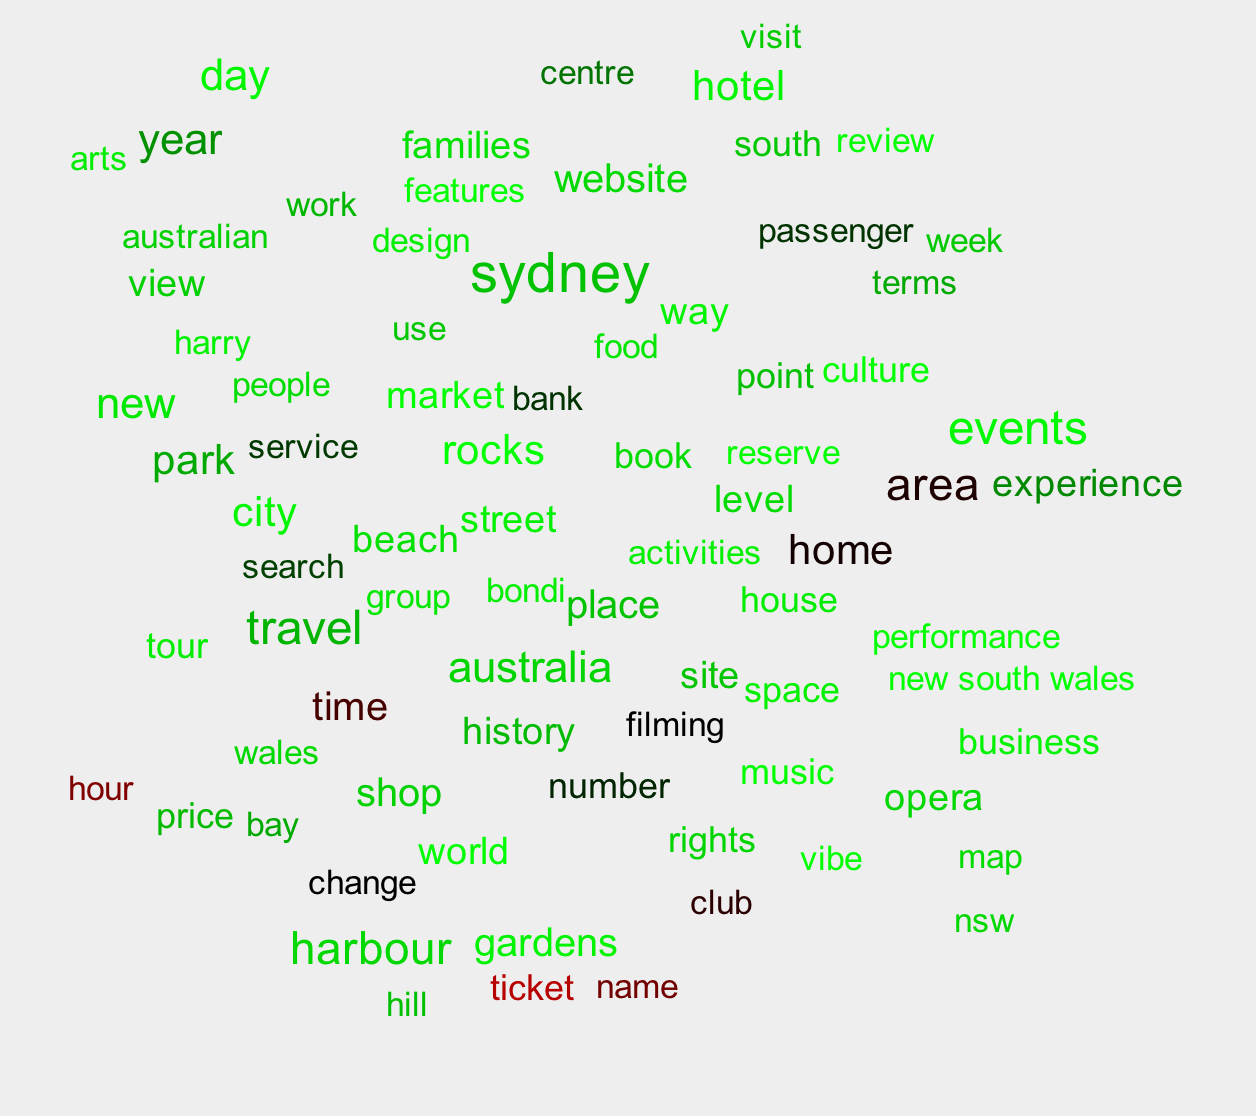 visit
day
centre
hotel
year
arts
families
south
review
features
website
work
australian
design
passenger
week
view
sydney
terms
way
use
harry
food
people
market
bank
point
culture
new
events
park
service
rocks
book
reserve
area
experience
city
street
level
beach
activities
home
search
group
bondi
place
house
travel
tour
performance
australia
site
space
new south wales
time
history
filming
wales
business
hour
shop
number
music
opera
price
bay
world
rights
vibe
map
change
club
nsw
harbour
gardens
ticket
name
hill